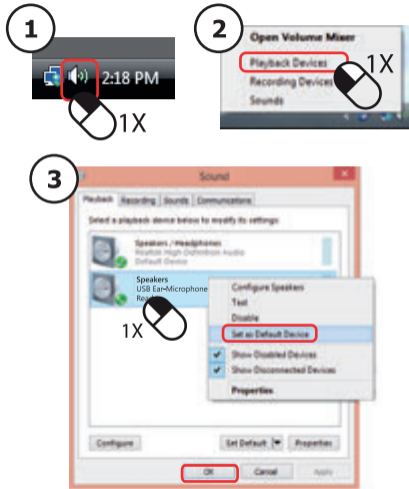 1
2:18 PM
1X
2
Open Volume Mixer
Playback Devices
1X
Recording Devices
Sounds
3
Sound
Playback Recording Sounds Communications
Select a playback device below to modify its settings:
Speakers / Headphones
Realtek High Definition Audio
Default Device
Speakers
USB Ear-Microphone
Ready
1X
Configure Speakers
Test
Disable
Set as Default Device
Show Disabled Devices
Show Disconnected Devices
Properties
Configure
Set Default
Properties
OK
Cancel
Apply